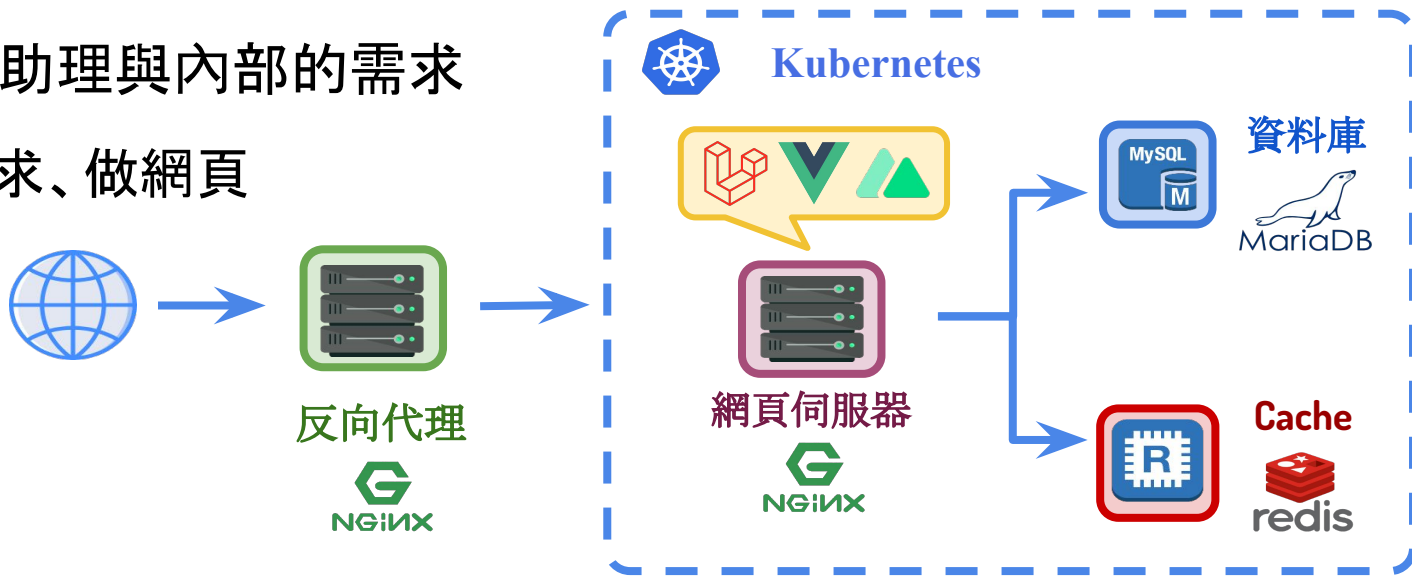 助理與內部的需求
求、做網頁
Kubernetes
MySQL
M
資料庫
MariaDB
反向代理
NGINX
網頁伺服器
NGINX
R
Cache
redis